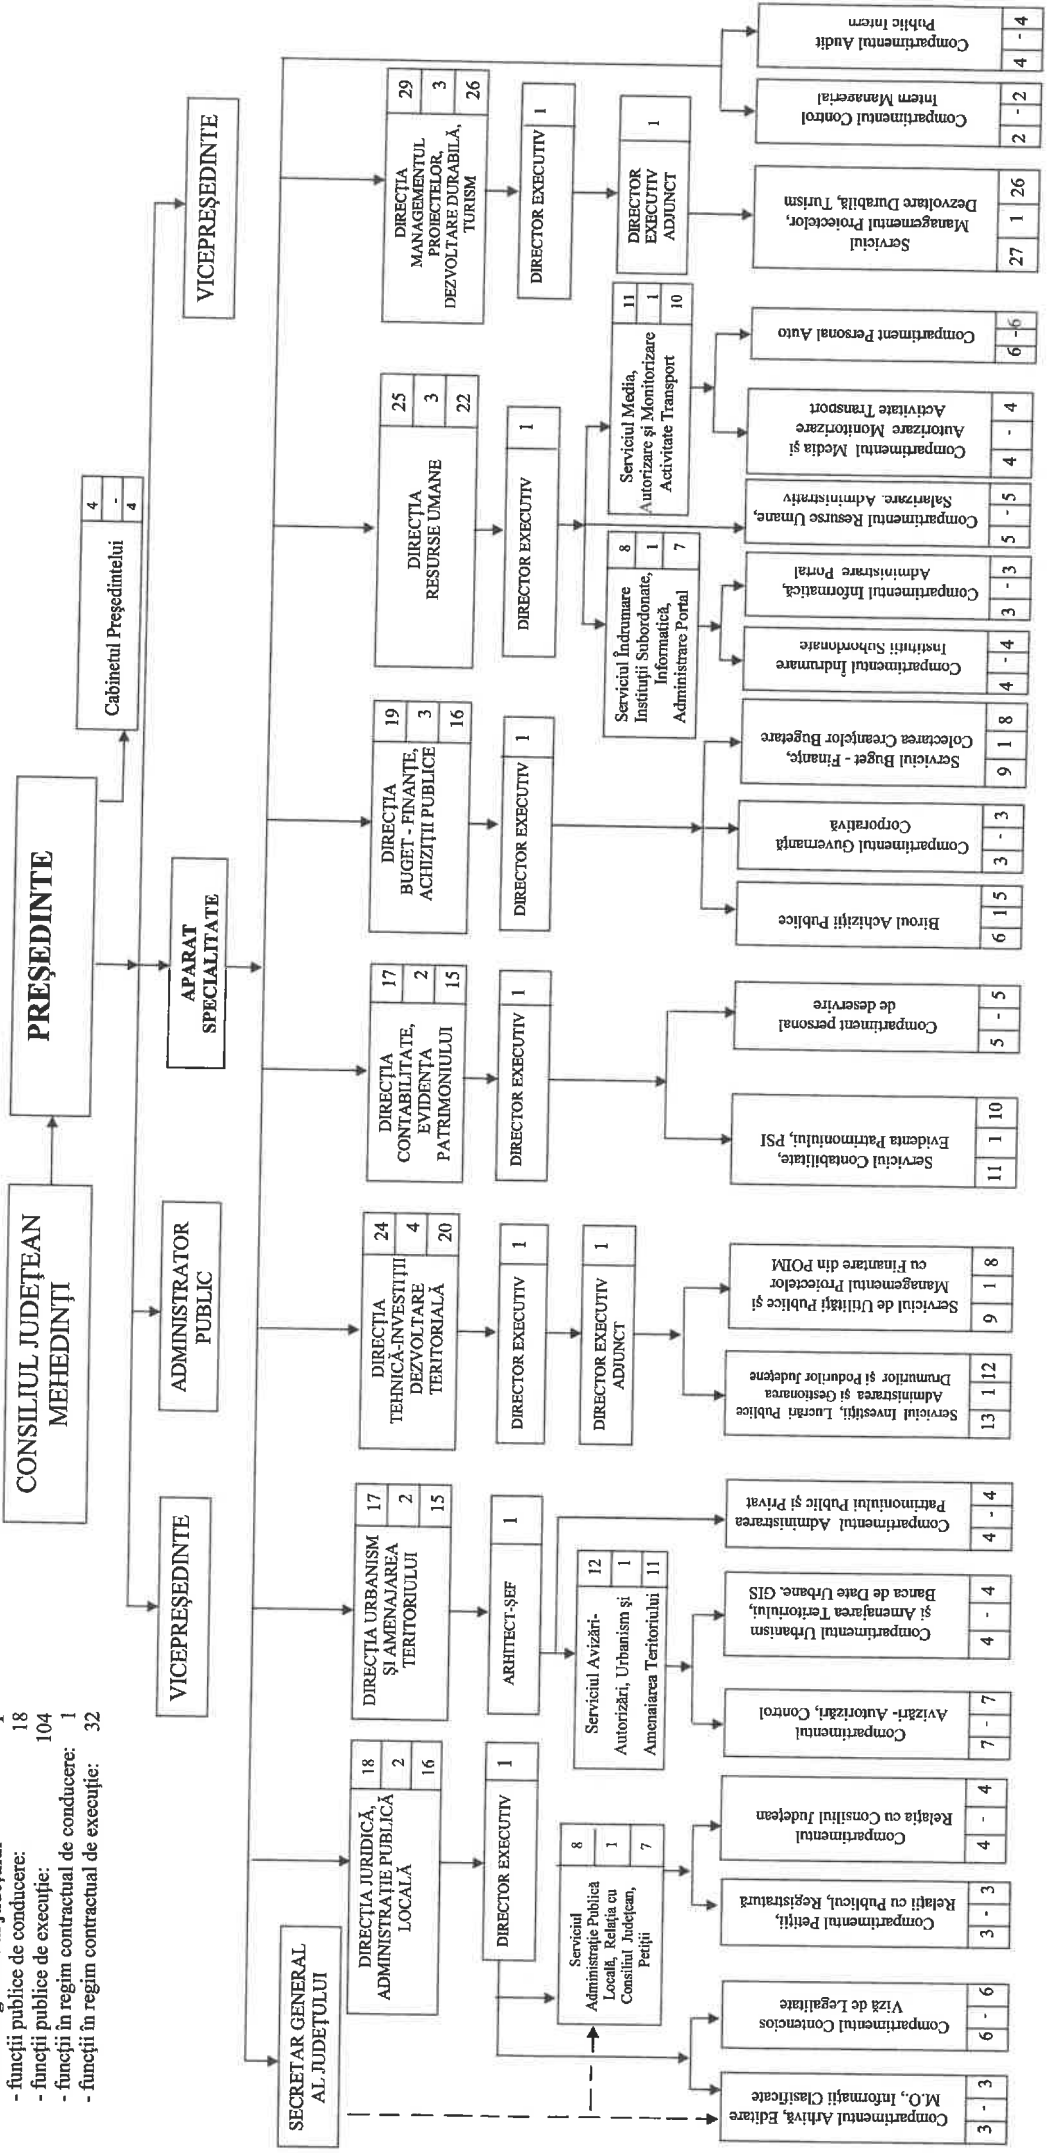 - funcții publice de conducere: 18
- funcții publice de execuție: 104
- funcții în regim contractual de conducere: 1
- funcții în regim contractual de execuție: 32
CONSILIUL JUDEȚEAN
MEHEDINȚI
PREȘEDINTE
Cabinetul Președintelui
4
-
4
VICEPREȘEDINTE
ADMINISTRATOR
PUBLIC
APARAT
SPECIALITATE
VICEPREȘEDINTE
SECRETAR GENERAL
AL JUDEȚULUI
DIRECȚIA JURIDICĂ,
ADMINISTRAȚIE PUBLICĂ
LOCALĂ
18
2
16
DIRECTOR EXECUTIV
1
Serviciul
Administrație Publică
Locală, Relația cu
Consiliul Județean,
Petiții
8
1
7
Compartimentul Arhivă, Editare
M.O., Informații Clasificate
3 - 3
Compartimentul Contencios
Viză de Legalitate
6 - 6
Compartimentul Petiții,
Relații cu Publicul, Registratură
3 - 3
Compartimentul
Relația cu Consiliul Județean
4 - 4
DIRECȚIA URBANISM
ȘI AMENAJAREA
TERITORIULUI
17
2
15
ARHITECT-ȘEF
1
Serviciul Avizări-
Autorizări, Urbanism și
Amenaiarea Teritoriului
12
1
11
Compartimentul
Avizări- Autorizări, Control
7 - 7
Compartimentul Urbanism
și Amenajarea Teritoriului,
Banca de Date Urbane. GIS
4 - 4
Compartimentul Administrarea
Patrimoniului Public și Privat
4 - 4
DIRECȚIA
TEHNICĂ-INVESTIȚII
DEZVOLTARE
TERITORIALĂ
24
4
20
DIRECTOR EXECUTIV
1
DIRECTOR EXECUTIV
ADJUNCT
1
Serviciul Investiții, Lucrări Publice
Administrarea și Gestionarea
Drumurilor și Podurilor Județene
13 1 12
Serviciul de Utilități Publice și
Managementul Proiectelor
cu Finantare din POIM
9 1 8
DIRECȚIA
CONTABILITATE,
EVIDENȚA
PATRIMONIULUI
17
2
15
DIRECTOR EXECUTIV
1
Serviciul Contabilitate,
Evidenta Patrimoniului, PSI
11 1 10
Compartiment personal
de deservire
5 - 5
DIRECȚIA
BUGET - FINANȚE,
ACHIZIȚII PUBLICE
19
3
16
DIRECTOR EXECUTIV
1
Biroul Achiziții Publice
6 1 5
Compartimentul Guvernanță
Corporativă
3 - 3
Serviciul Buget - Finanțe,
Colectarea Creanțelor Bugetare
9 1 8
DIRECȚIA
RESURSE UMANE
25
3
22
DIRECTOR EXECUTIV
1
Serviciul Îndrumare
Instituții Subordonate,
Informatică,
Administrare Portal
8
1
7
Compartimentul Îndrumare
Institutii Subordonate
4 - 4
Compartimentul Informatică,
Administrare Portal
3 - 3
Compartimentul Resurse Umane,
Salarizare. Administrativ
5 - 5
Serviciul Media,
Autorizare și Monitorizare
Activitate Transport
11
1
10
Compartimentul Media și
Autorizare Monitorizare
Activitate Transport
4 - 4
Compartiment Personal Auto
6 - 6
DIRECȚIA
MANAGEMENTUL
PROIECTELOR,
DEZVOLTARE DURABILĂ,
TURISM
29
3
26
DIRECTOR EXECUTIV
1
DIRECTOR
EXECUTIV
ADJUNCT
1
Serviciul
Managementul Proiectelor,
Dezvoltare Durabilă, Turism
27 1 26
Compartimentul Control
Intern Managerial
2 - 2
Compartimentul Audit
Public Intern
4 - 4